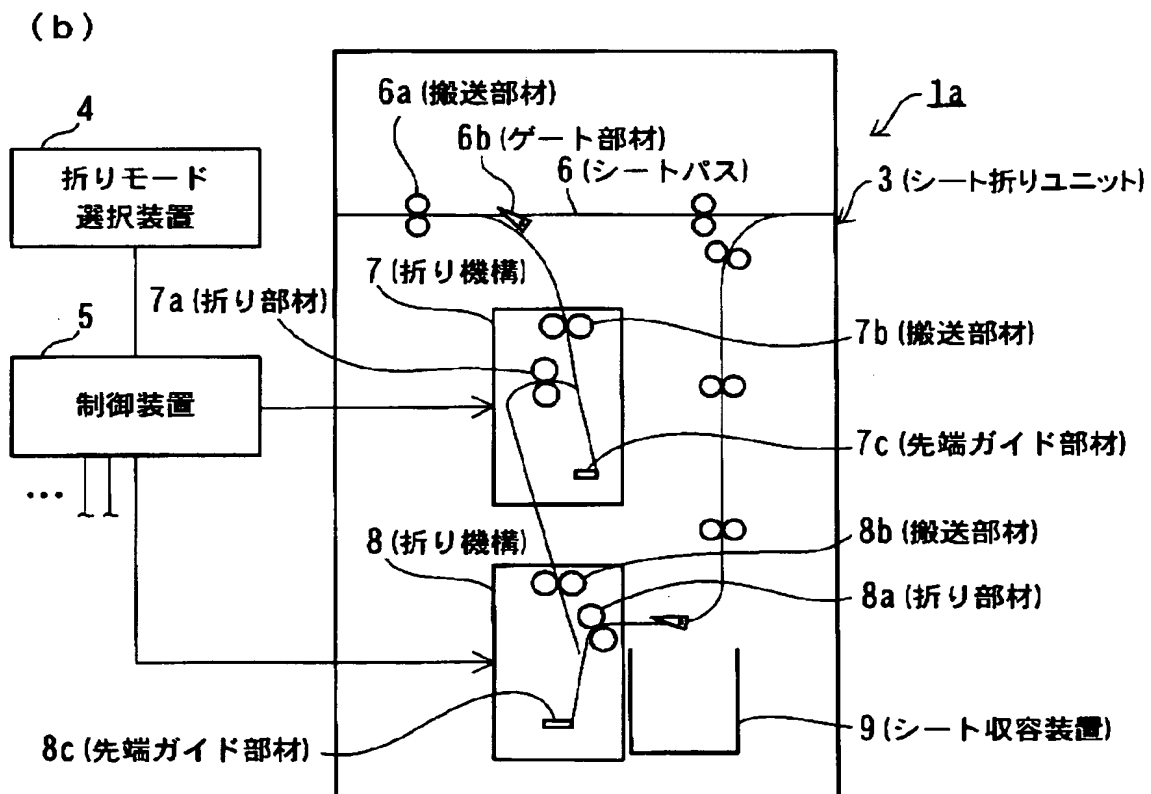 (b)
1a
6a(搬送部材)
4
6b(ゲート部材)
6(シートパス)
3(シート折りユニット)
折りモード
選択装置
7(折り機構)
7a(折り部材)
5
7b(搬送部材)
制御装置
7c(先端ガイド部材)
...
8(折り機構)
8b(搬送部材)
8a(折り部材)
8c(先端ガイド部材)
9(シート収容装置)